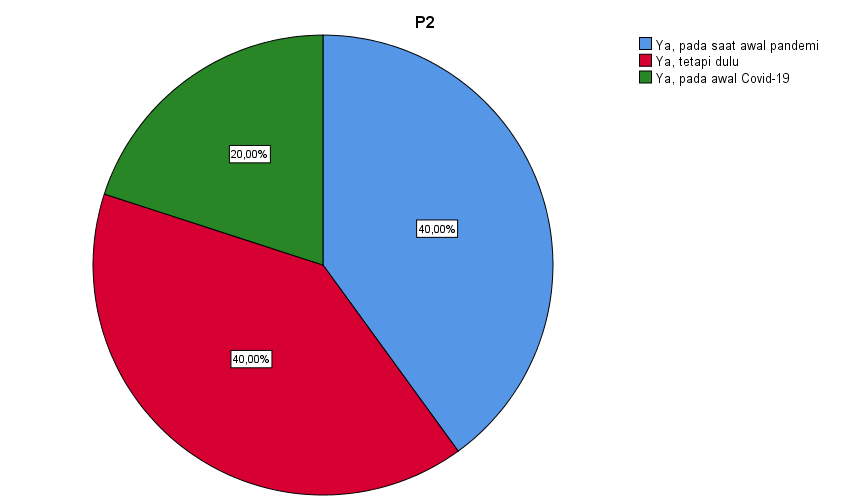 P2
Ya, pada saat awal pandemi
Ya, tetapi dulu
Ya, pada awal Covid-19
20,00%
40,00%
40,00%